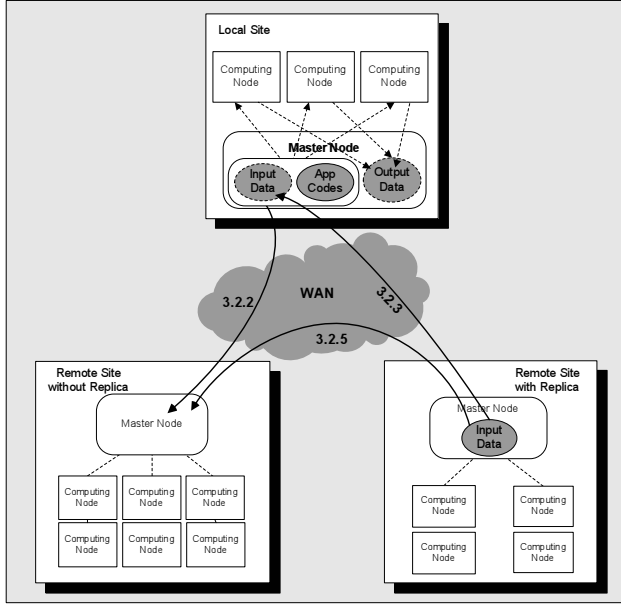 Local Site
Computing
Node
Computing
Node
Computing
Node
Master Node
Input
Data
App
Codes
Output
Data
WAN
3.2.2
3.2.3
3.2.5
Remote Site
without Replica
Master Node
Computing
Node
Computing
Node
Computing
Node
Computing
Node
Computing
Node
Computing
Node
Remote Site
with Replica
Master Node
Input
Data
Computing
Node
Computing
Node
Computing
Node
Computing
Node